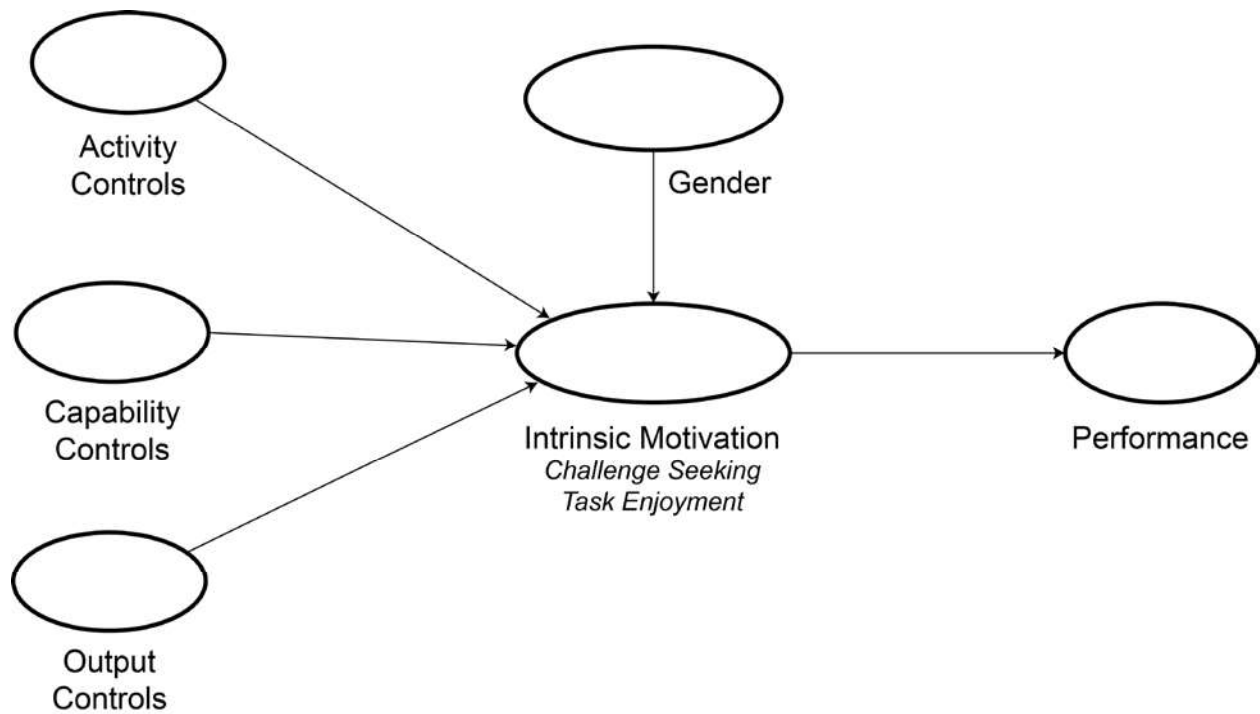 Activity
Controls
Gender
Capability
Controls
Intrinsic Motivation
Challenge Seeking
Task Enjoyment
Performance
Output
Controls